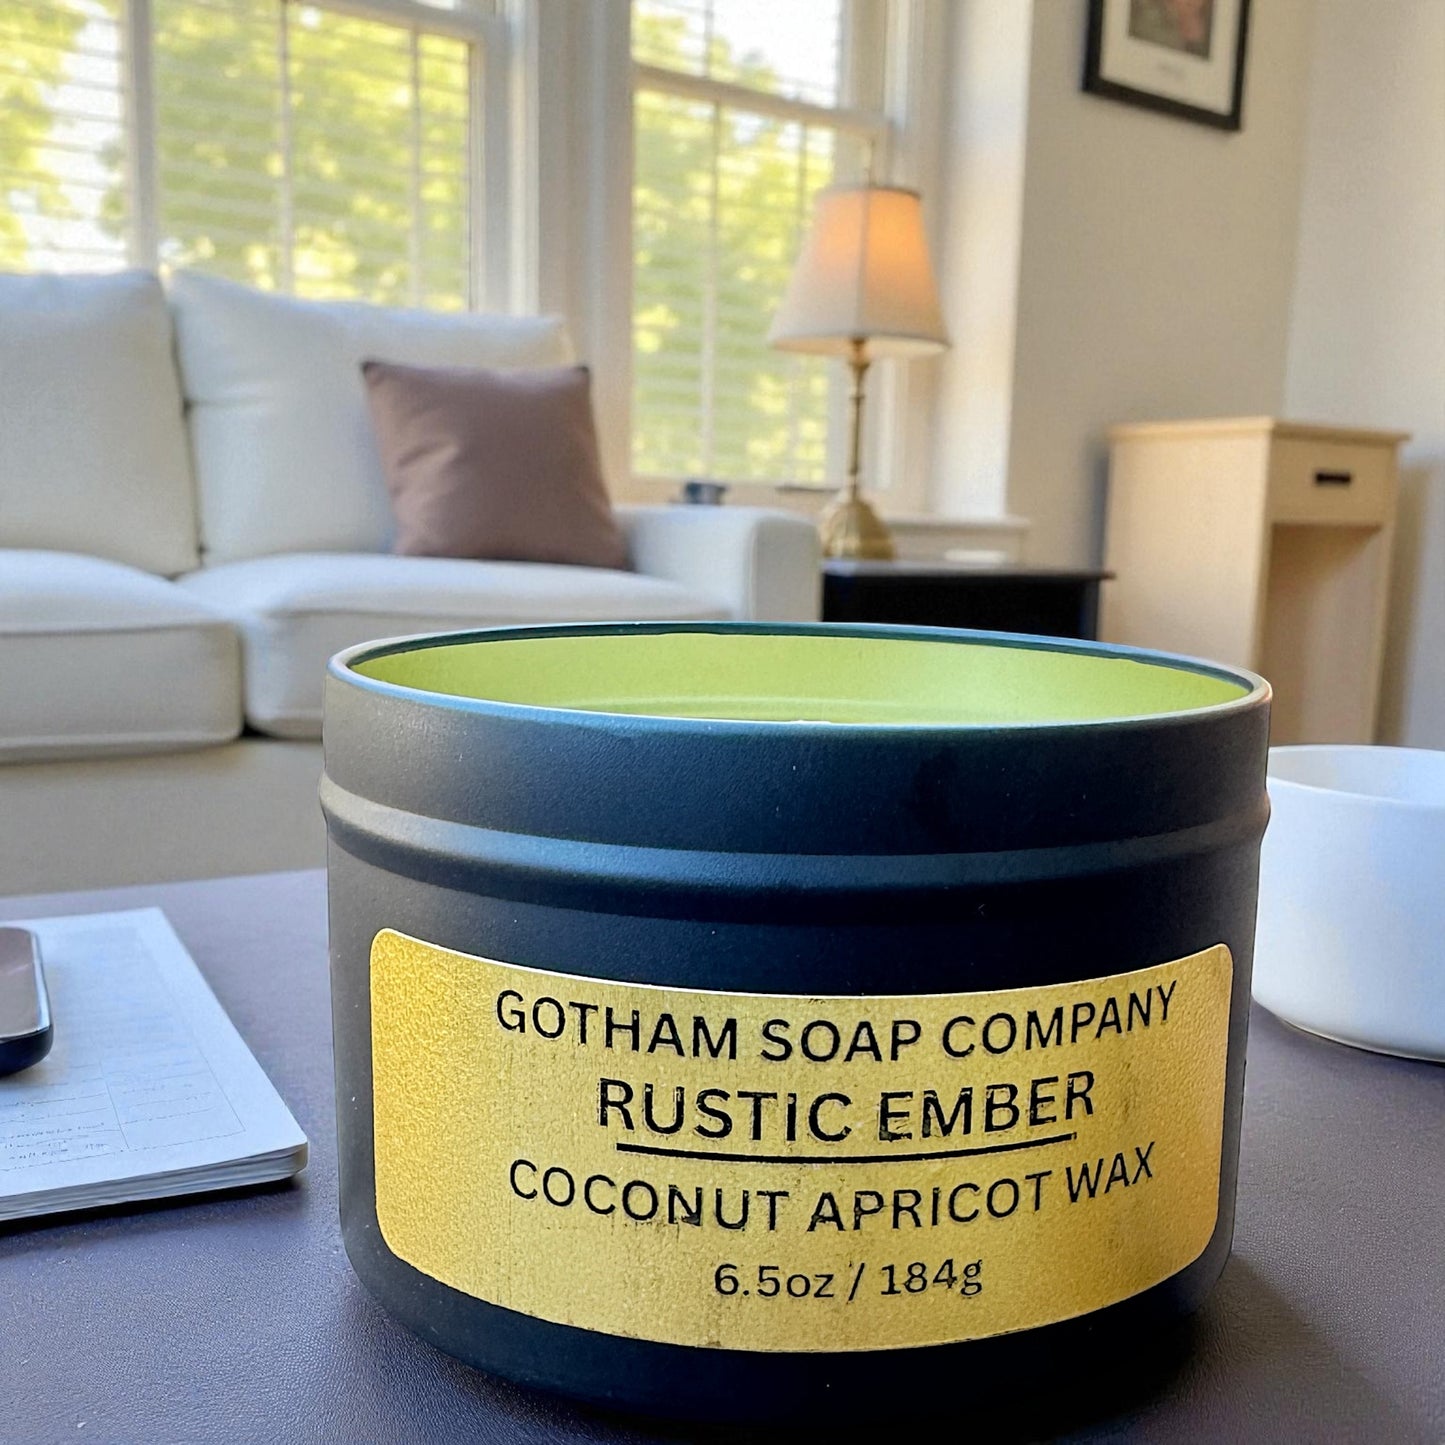 GOTHAM SOAP COMPANY
RUSTIC EMBER
COCONUT APRICOT WAX
6.5oz / 184g